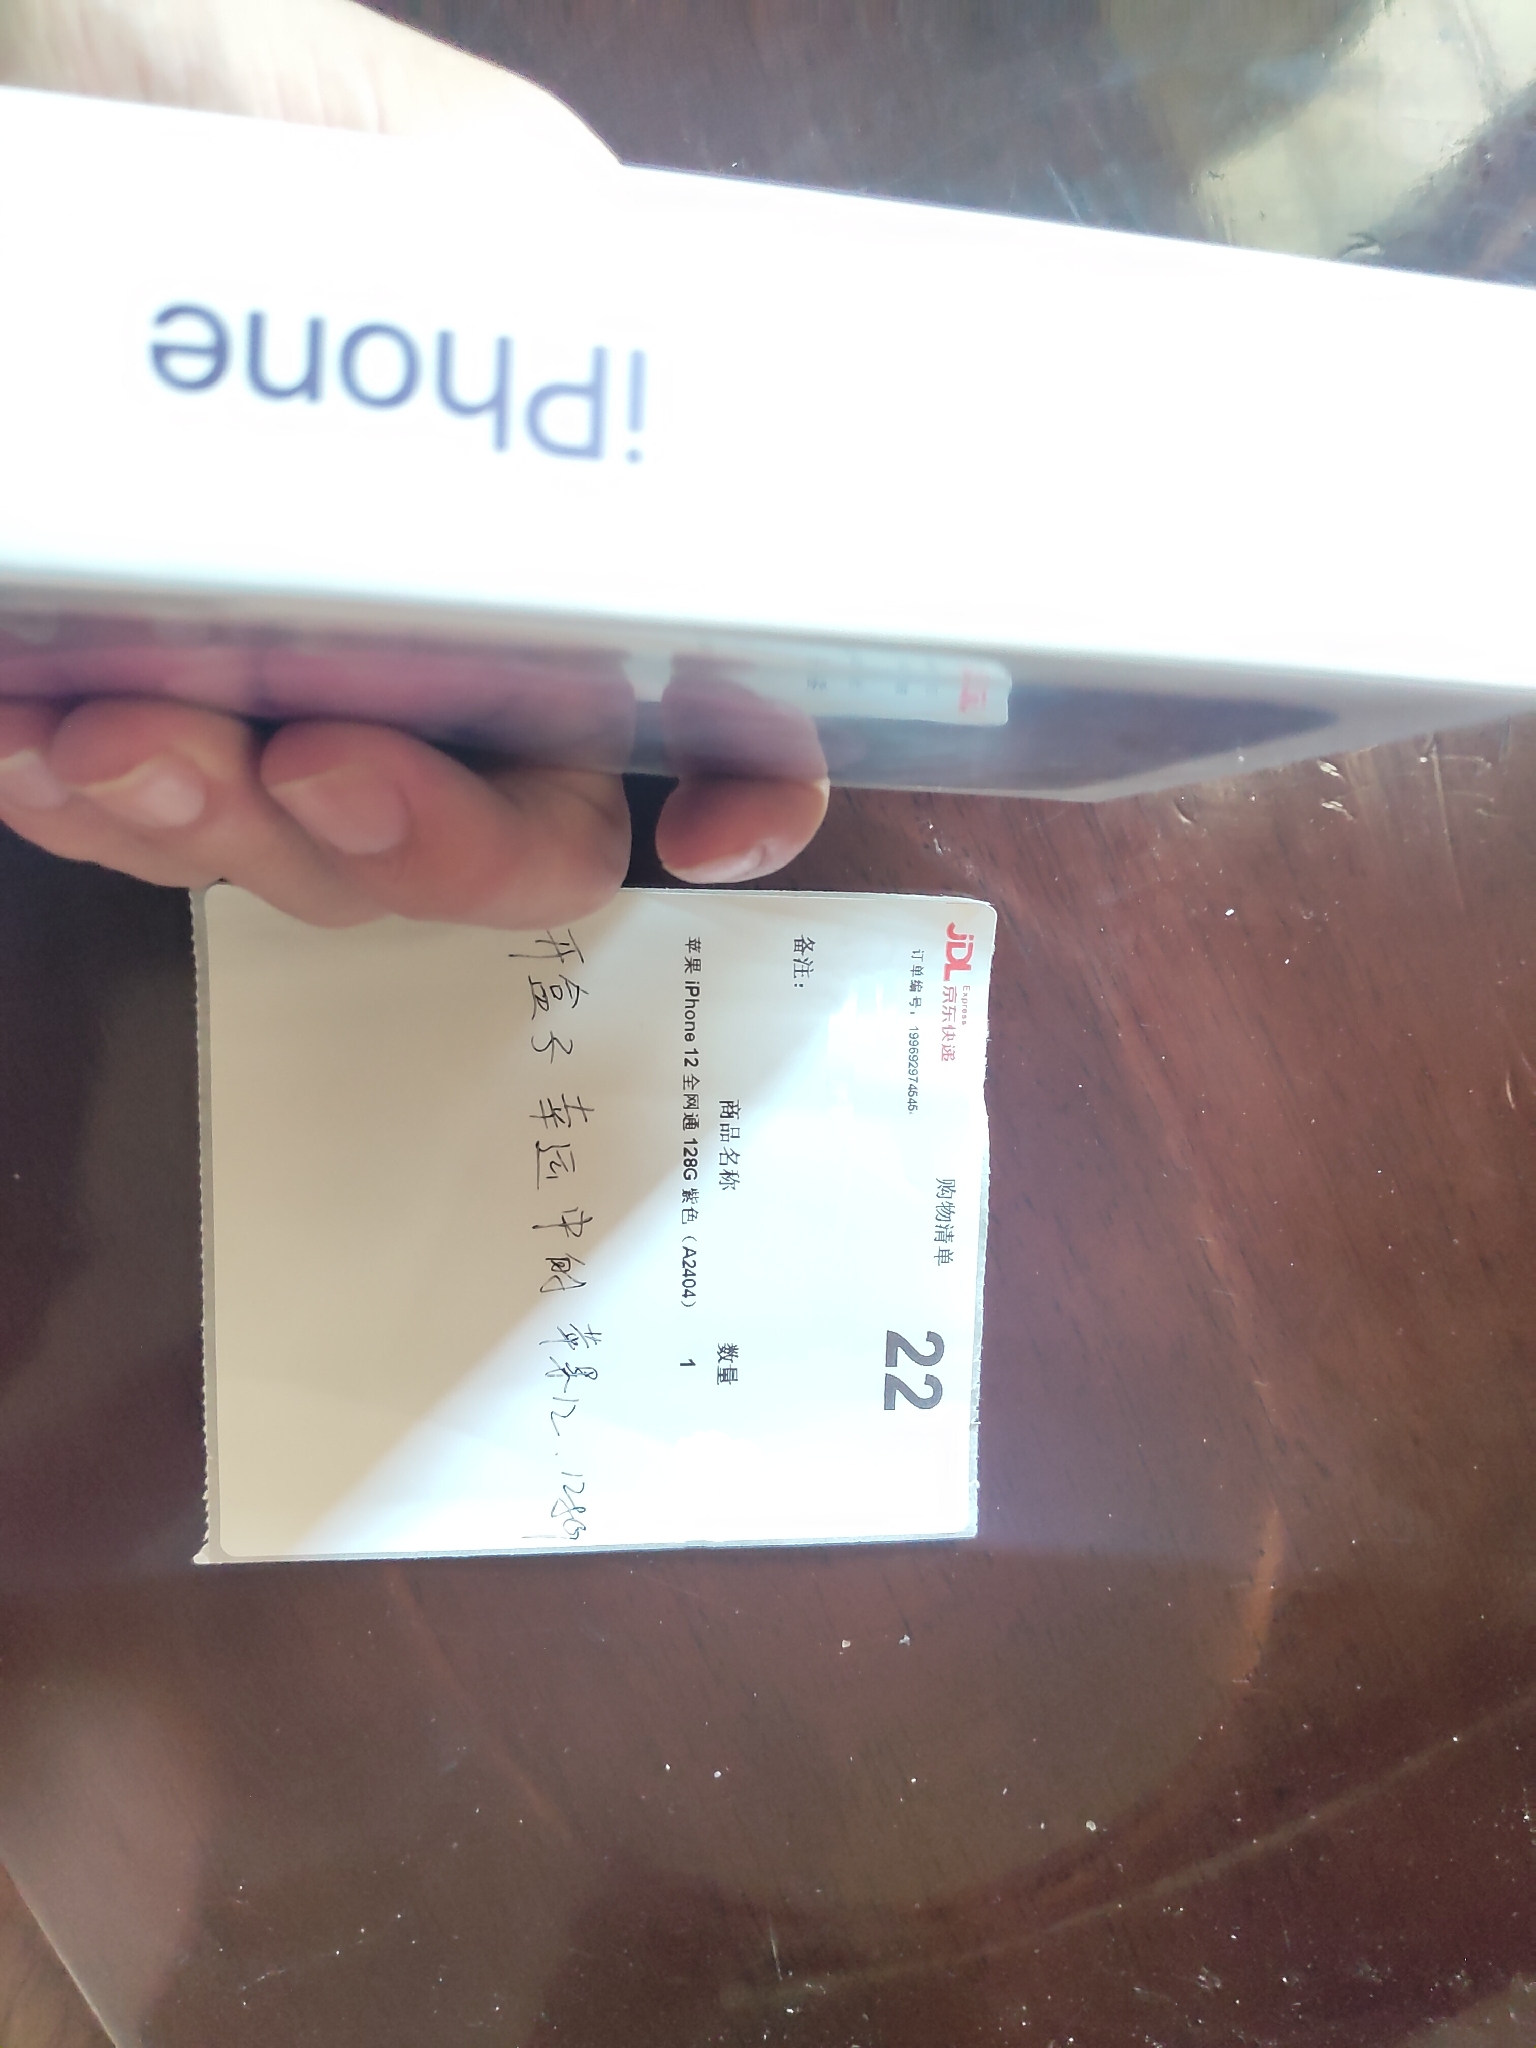 iPhone
JDL Express 京东快递
购物清单
22
订单编号：199692974545
备注：
商品名称 数量
苹果 iPhone 12 全网通 128G 紫色（A2404） 1
开盒子 幸运中的 苹果12.128G